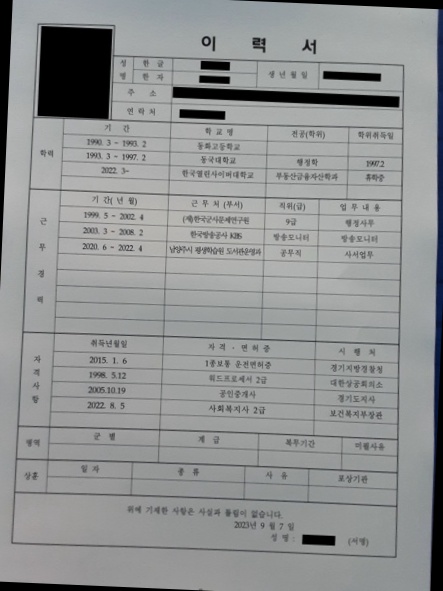 이 력 서
성 한글
명 한자
생년월일
주 소
연락처
학력
기 간 학교명 전공(학위) 학위취득일
1990. 3 - 1993. 2 동화고등학교
1993. 3 - 1997. 2 동국대학교 행정학 1997.2
2022. 3- 한국열린사이버대학교 부동산금융자산학과 휴학중
근무경력
기간(년 월) 근무처(부서) 직위(급) 업무내용
1999. 5 - 2002. 4 (재)한국군사문제연구원 9급 행정사무
2003. 3 - 2008. 2 한국방송공사 KBS 방송모니터 방송모니터
2020. 6 - 2022. 4 남양주시 평생학습원 도서관운영과 공무직 사서업무
자격사항
취득년월일 자격·면허증 시행처
2015. 1. 6 1종보통 운전면허증 경기지방경찰청
1998. 5.12 워드프로세서 2급 대한상공회의소
2005.10.19 공인중개사 경기도지사
2022. 8. 5 사회복지사 2급 보건복지부장관
병역
군별 계급 복무기간 미필사유
상훈
일자 종류 사유 포상기관
위에 기재한 사항은 사실과 틀림이 없습니다.
2023년 9월 7일
성 명 : (서명)